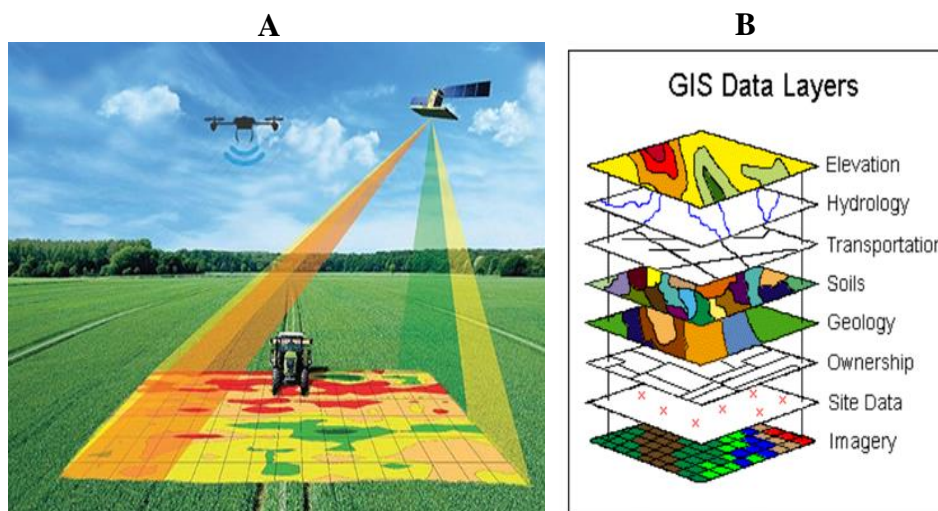 A
B
GIS Data Layers
Elevation
Hydrology
Transportation
Soils
Geology
Ownership
Site Data
Imagery